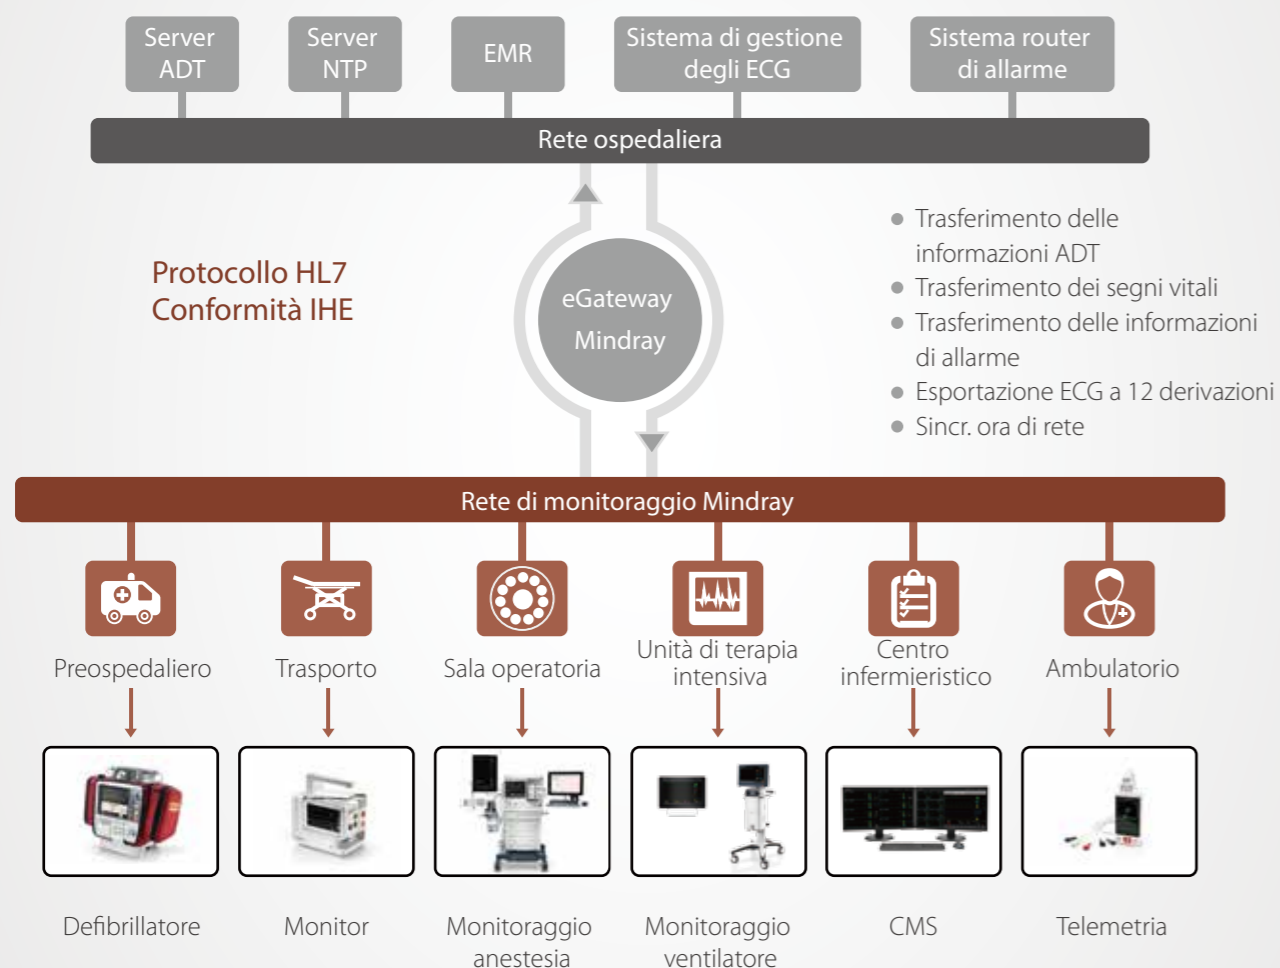 Server
ADT
Server
NTP
EMR
Sistema di gestione
degli ECG
Sistema router
di allarme
Rete ospedaliera
Protocollo HL7
Conformità IHE
eGateway
Mindray
Trasferimento delle
informazioni ADT
Trasferimento dei segni vitali
Trasferimento delle informazioni
di allarme
Esportazione ECG a 12 derivazioni
Sincr. ora di rete
Rete di monitoraggio Mindray
Preospedaliero
Trasporto
Sala operatoria
Unità di terapia
intensiva
Centro
infermieristico
Ambulatorio
Defibrillatore
Monitor
Monitoraggio
anestesia
Monitoraggio
ventilatore
CMS
Telemetria